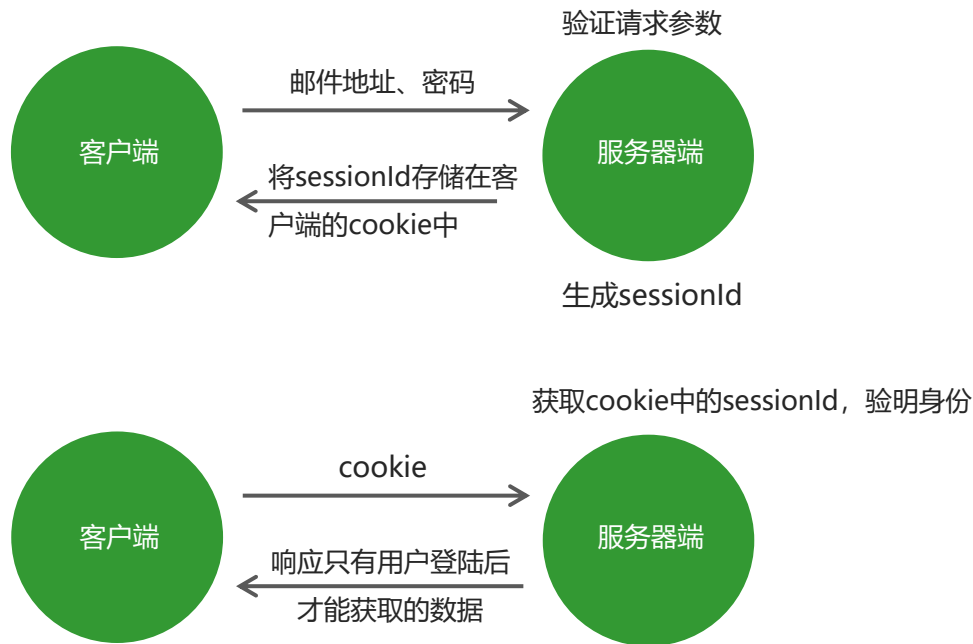 验证请求参数
邮件地址、密码
客户端
服务器端
将sessionId存储在客
户端的cookie中
生成sessionId
获取cookie中的sessionId，验明身份
cookie
客户端
服务器端
响应只有用户登陆后
才能获取的数据